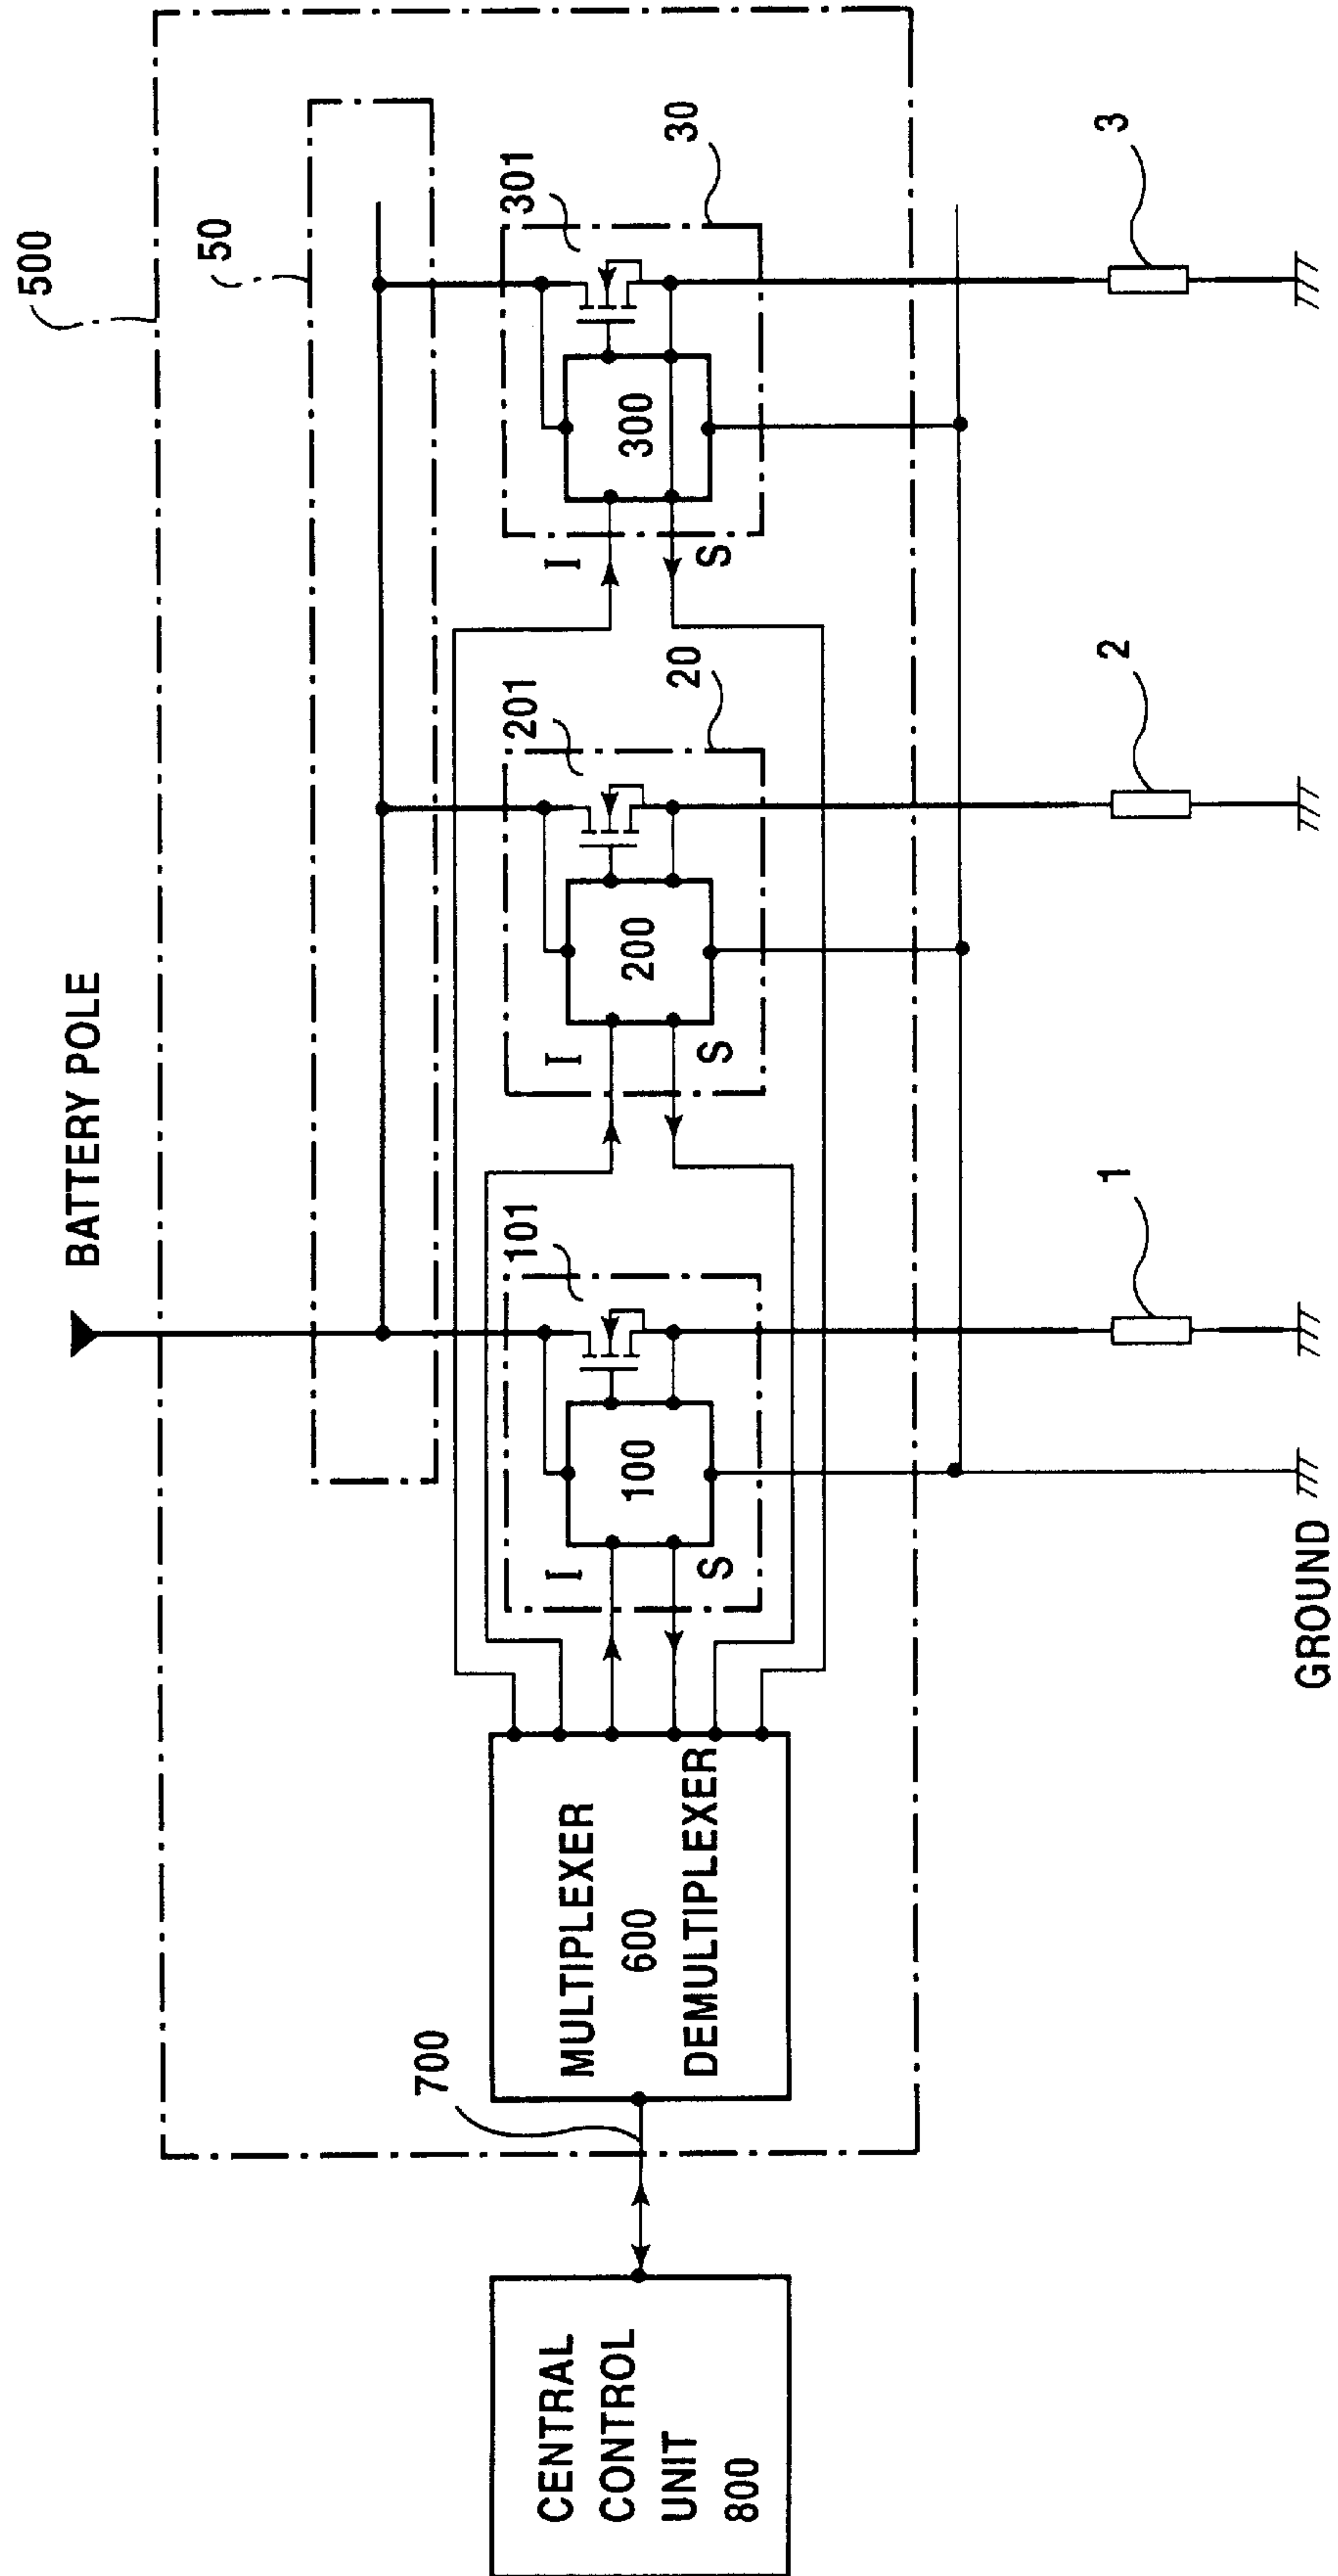 500
50
BATTERY POLE
101
201
301
20
30
I
I
I
100
200
300
S
S
S
MULTIPLEXER
600
DEMULTIPLEXER
700
CENTRAL
CONTROL
UNIT
800
1
2
3
GROUND